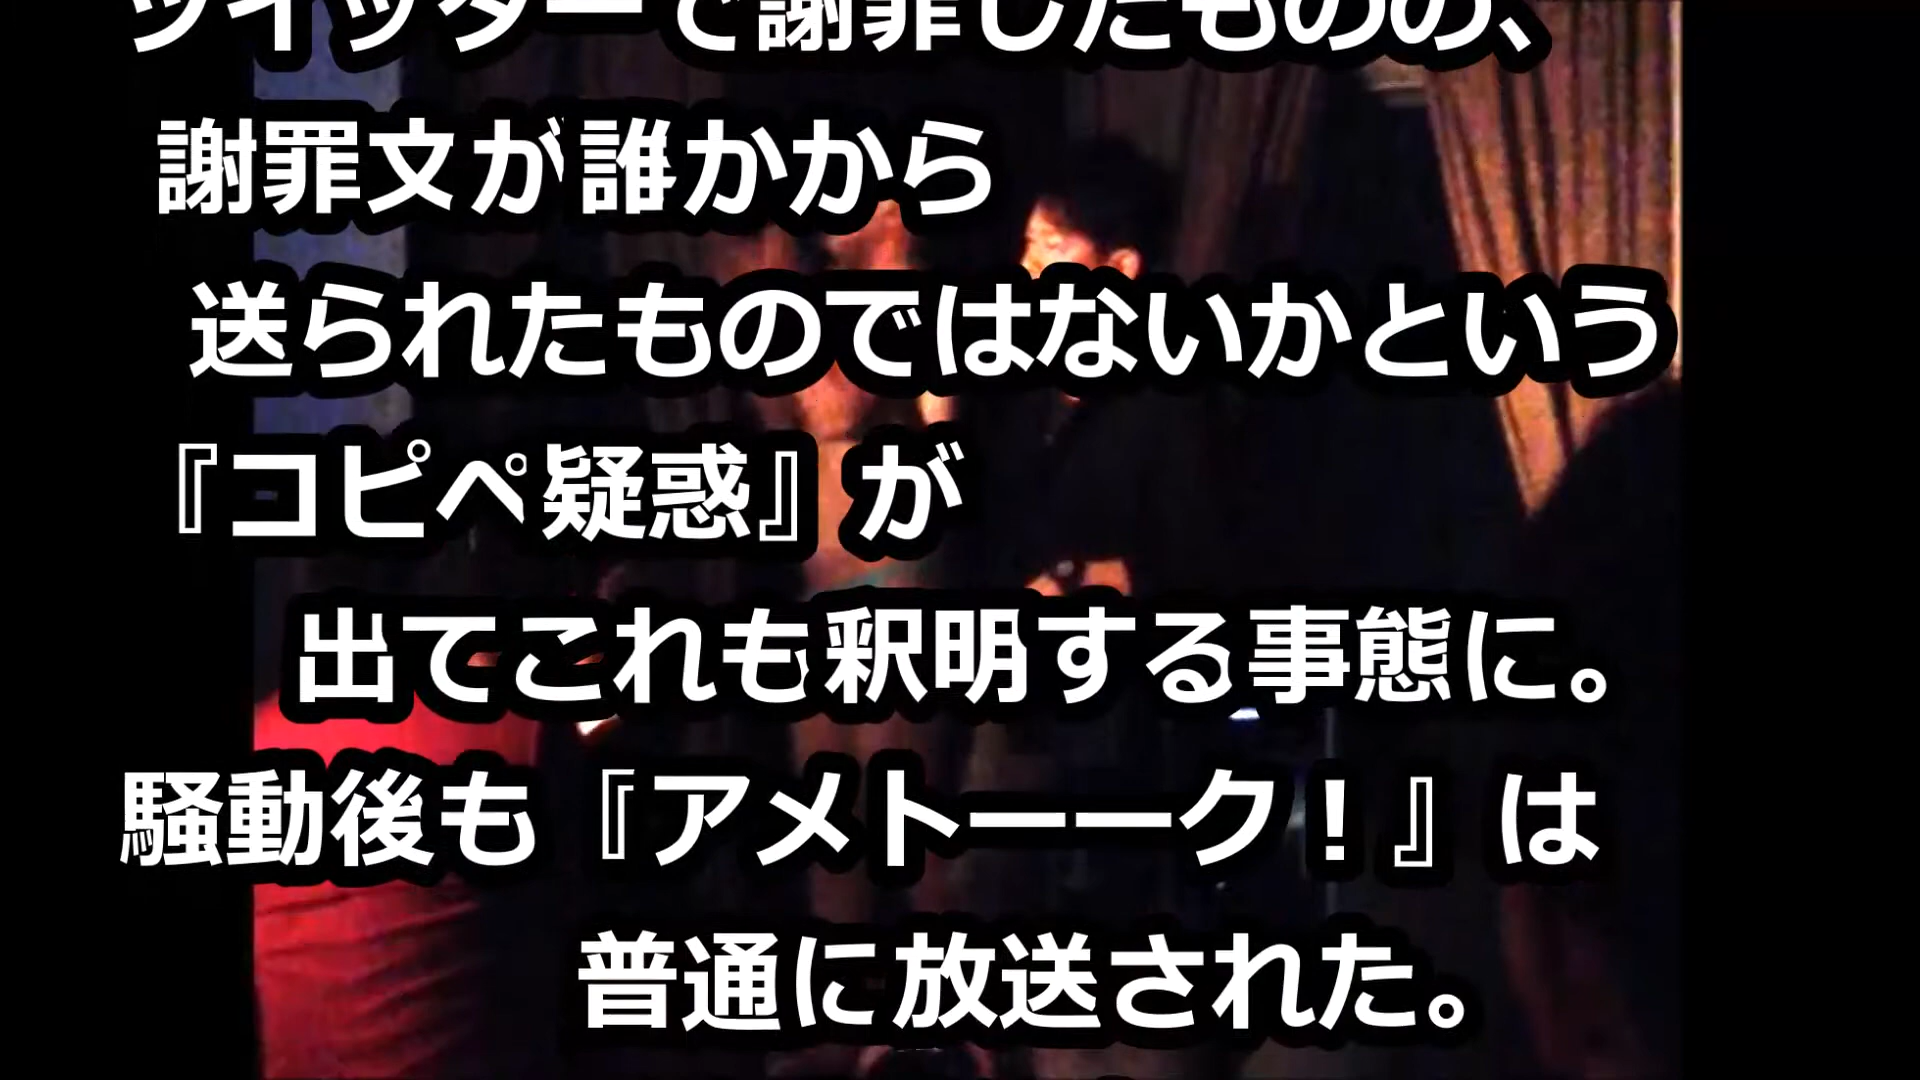 ツイッターで謝罪したものの、
謝罪文が誰かから
送られたものではないかという
『コピペ疑惑』が
出てこれも釈明する事態に。
騒動後も『アメトーーク！』は
普通に放送された。